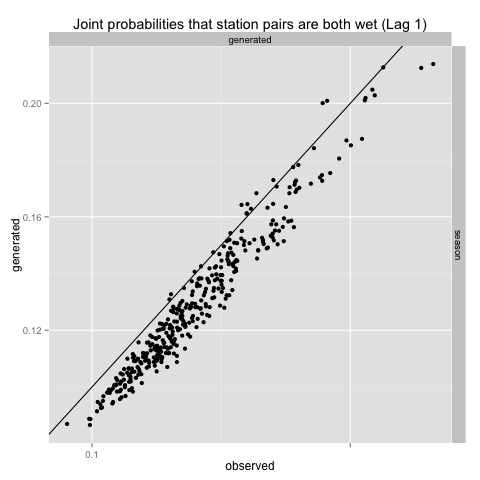 Joint probabilities that station pairs are both wet (Lag 1)
generated
0.20
0.16
0.12
generated
season
0.1
observed